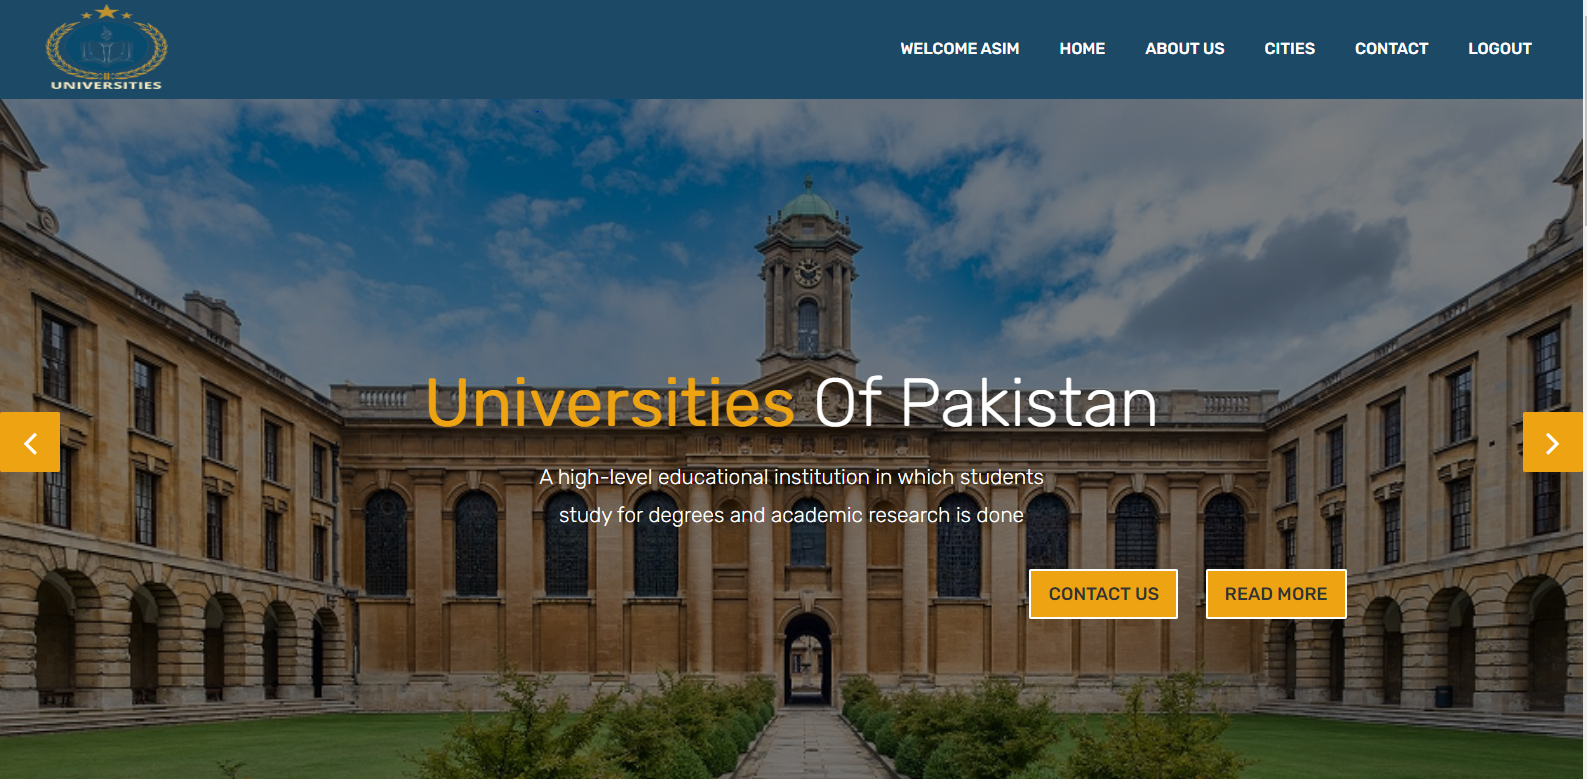 UNIVERSITIES
WELCOME ASIM
HOME
ABOUT US
CITIES
CONTACT
LOGOUT
Universities Of Pakistan
A high-level educational institution in which students
study for degrees and academic research is done
CONTACT US
READ MORE